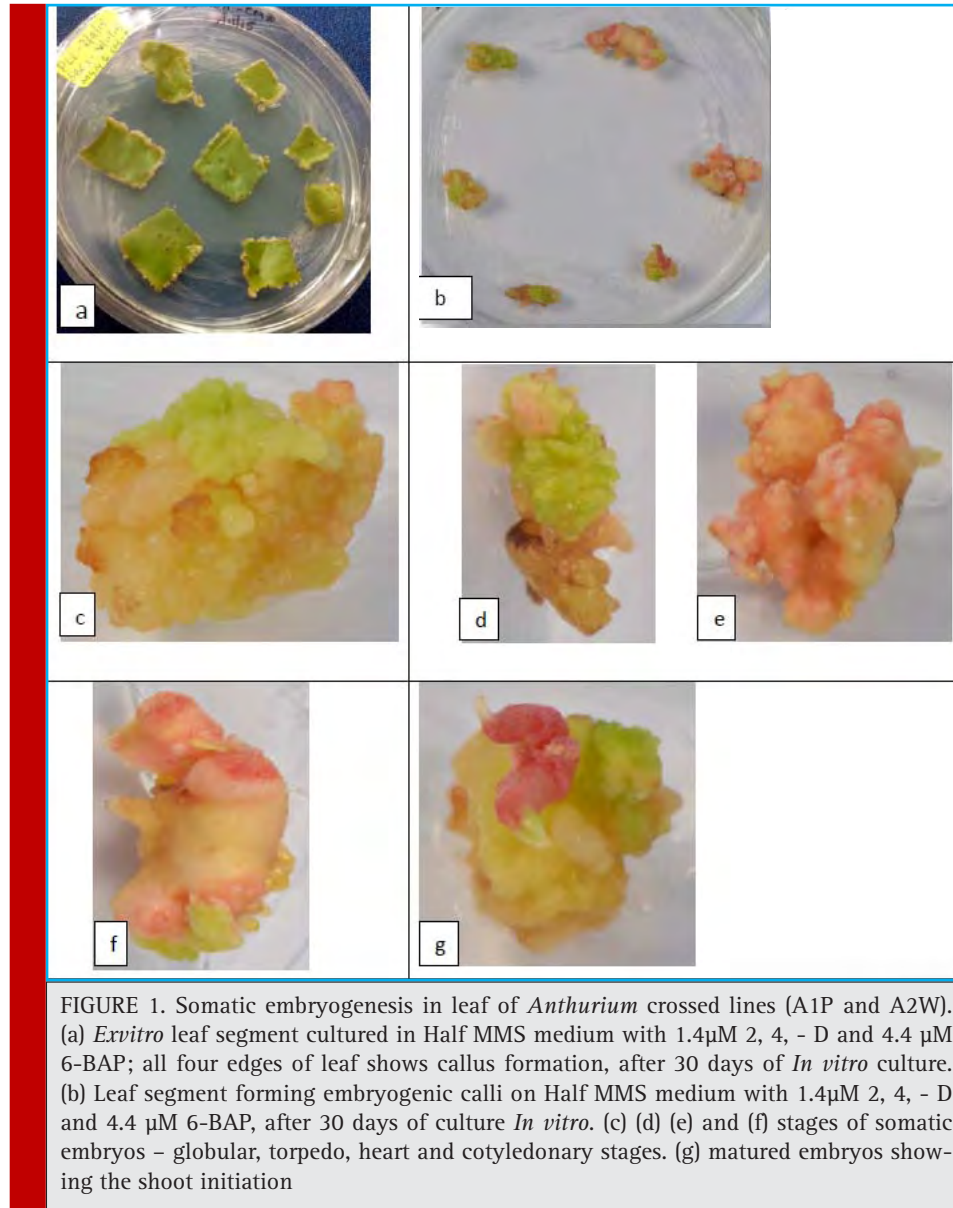 a
b
c
d
e
f
g
FIGURE 1. Somatic embryogenesis in leaf of Anthurium crossed lines (A1P and A2W).
(a) Exvitro leaf segment cultured in Half MMS medium with 1.4µM 2, 4, - D and 4.4 µM
6-BAP; all four edges of leaf shows callus formation, after 30 days of In vitro culture.
(b) Leaf segment forming embryogenic calli on Half MMS medium with 1.4µM 2, 4, - D
and 4.4 µM 6-BAP, after 30 days of culture In vitro. (c) (d) (e) and (f) stages of somatic
embryos – globular, torpedo, heart and cotyledonary stages. (g) matured embryos show-
ing the shoot initiation